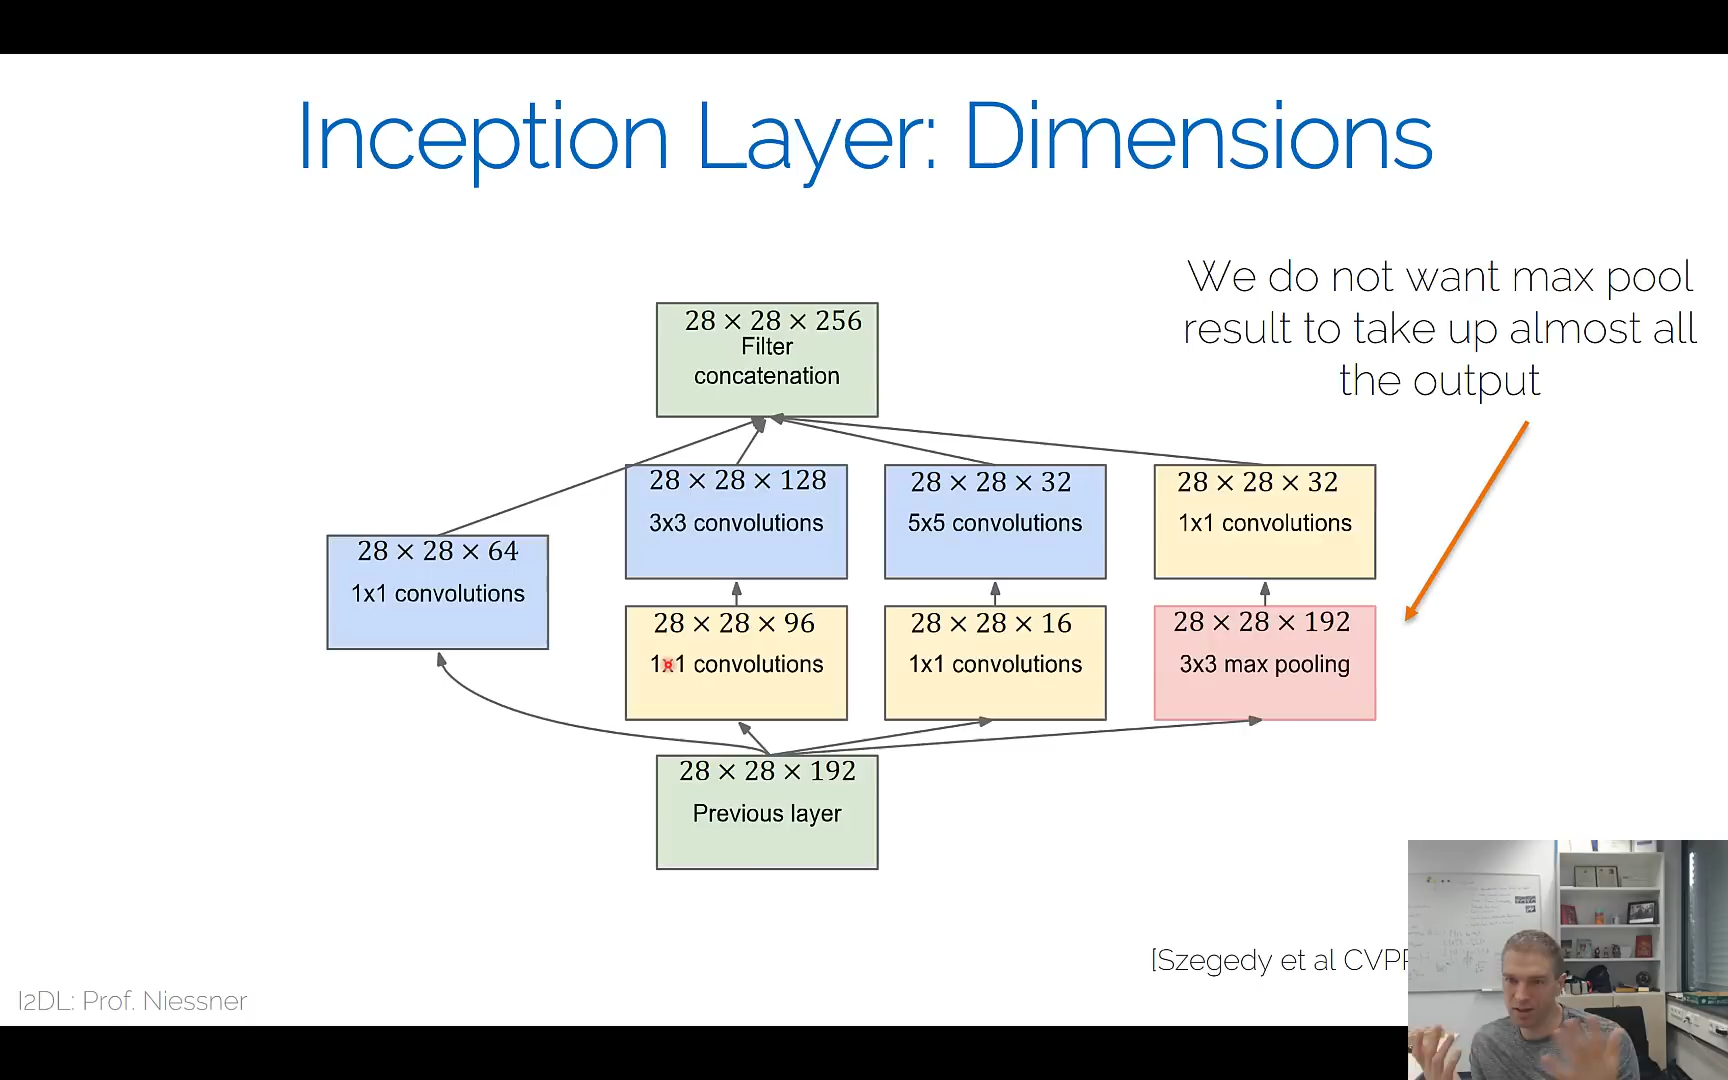 Inception Layer: Dimensions
We do not want max pool
result to take up almost all
the output
28 × 28 × 256
Filter
concatenation
28 × 28 × 128
3x3 convolutions
28 × 28 × 32
5x5 convolutions
28 × 28 × 32
1x1 convolutions
28 × 28 × 64
1x1 convolutions
28 × 28 × 96
1x1 convolutions
28 × 28 × 16
1x1 convolutions
28 × 28 × 192
3x3 max pooling
28 × 28 × 192
Previous layer
[Szegedy et al
I2DL: Prof. Niessner